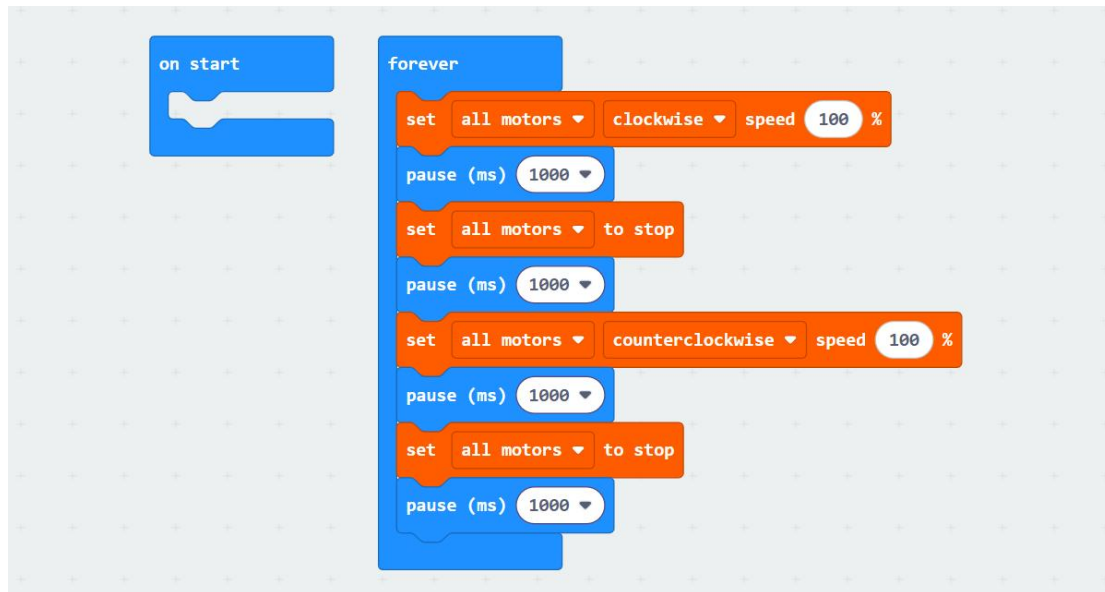 on start
forever
set all motors clockwise speed 100 %
pause (ms) 1000
set all motors to stop
pause (ms) 1000
set all motors counterclockwise speed 100 %
pause (ms) 1000
set all motors to stop
pause (ms) 1000